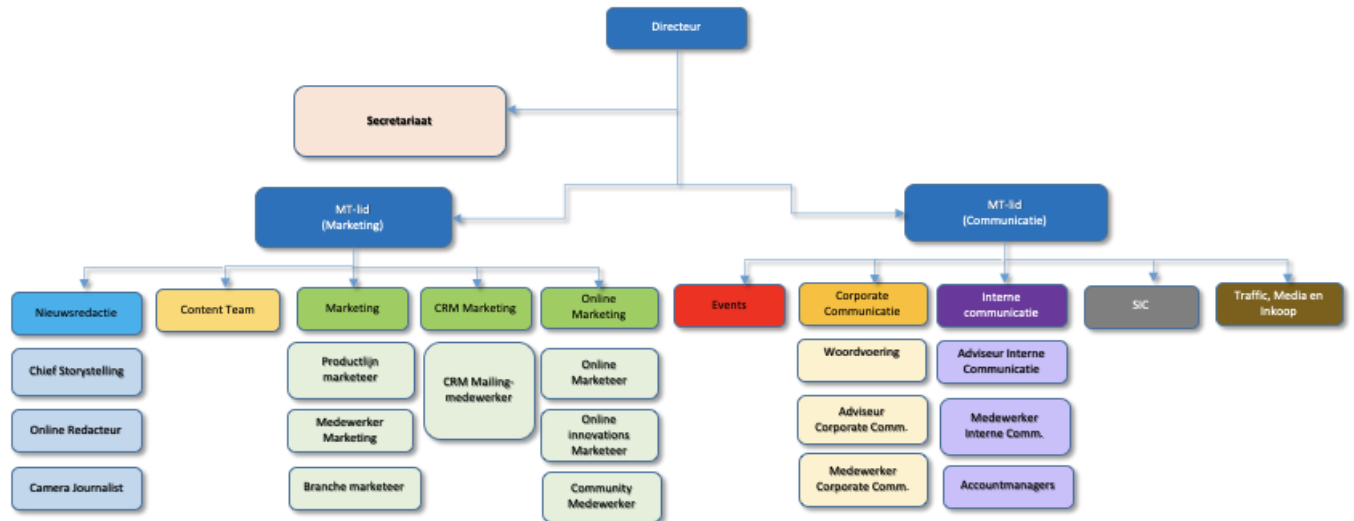 Directeur
Secretariaat
MT-lid
(Marketing)
MT-lid
(Communicatie)
Nieuwsredactie
Content Team
Marketing
CRM Marketing
Online
Marketing
Events
Corporate
Communicatie
Interne
communicatie
SIC
Traffic, Media en
Inkoop
Chief Storystelling
Online Redacteur
Camera Journalist
Productlijn
marketeer
Medewerker
Marketing
Branche marketeer
CRM Mailing-
medewerker
Online
Marketeer
Online
innovations
Marketeer
Community
Medewerker
Woordvoering
Adviseur
Corporate Comm.
Medewerker
Corporate Comm.
Adviseur Interne
Communicatie
Medewerker
Interne Comm.
Accountmanagers